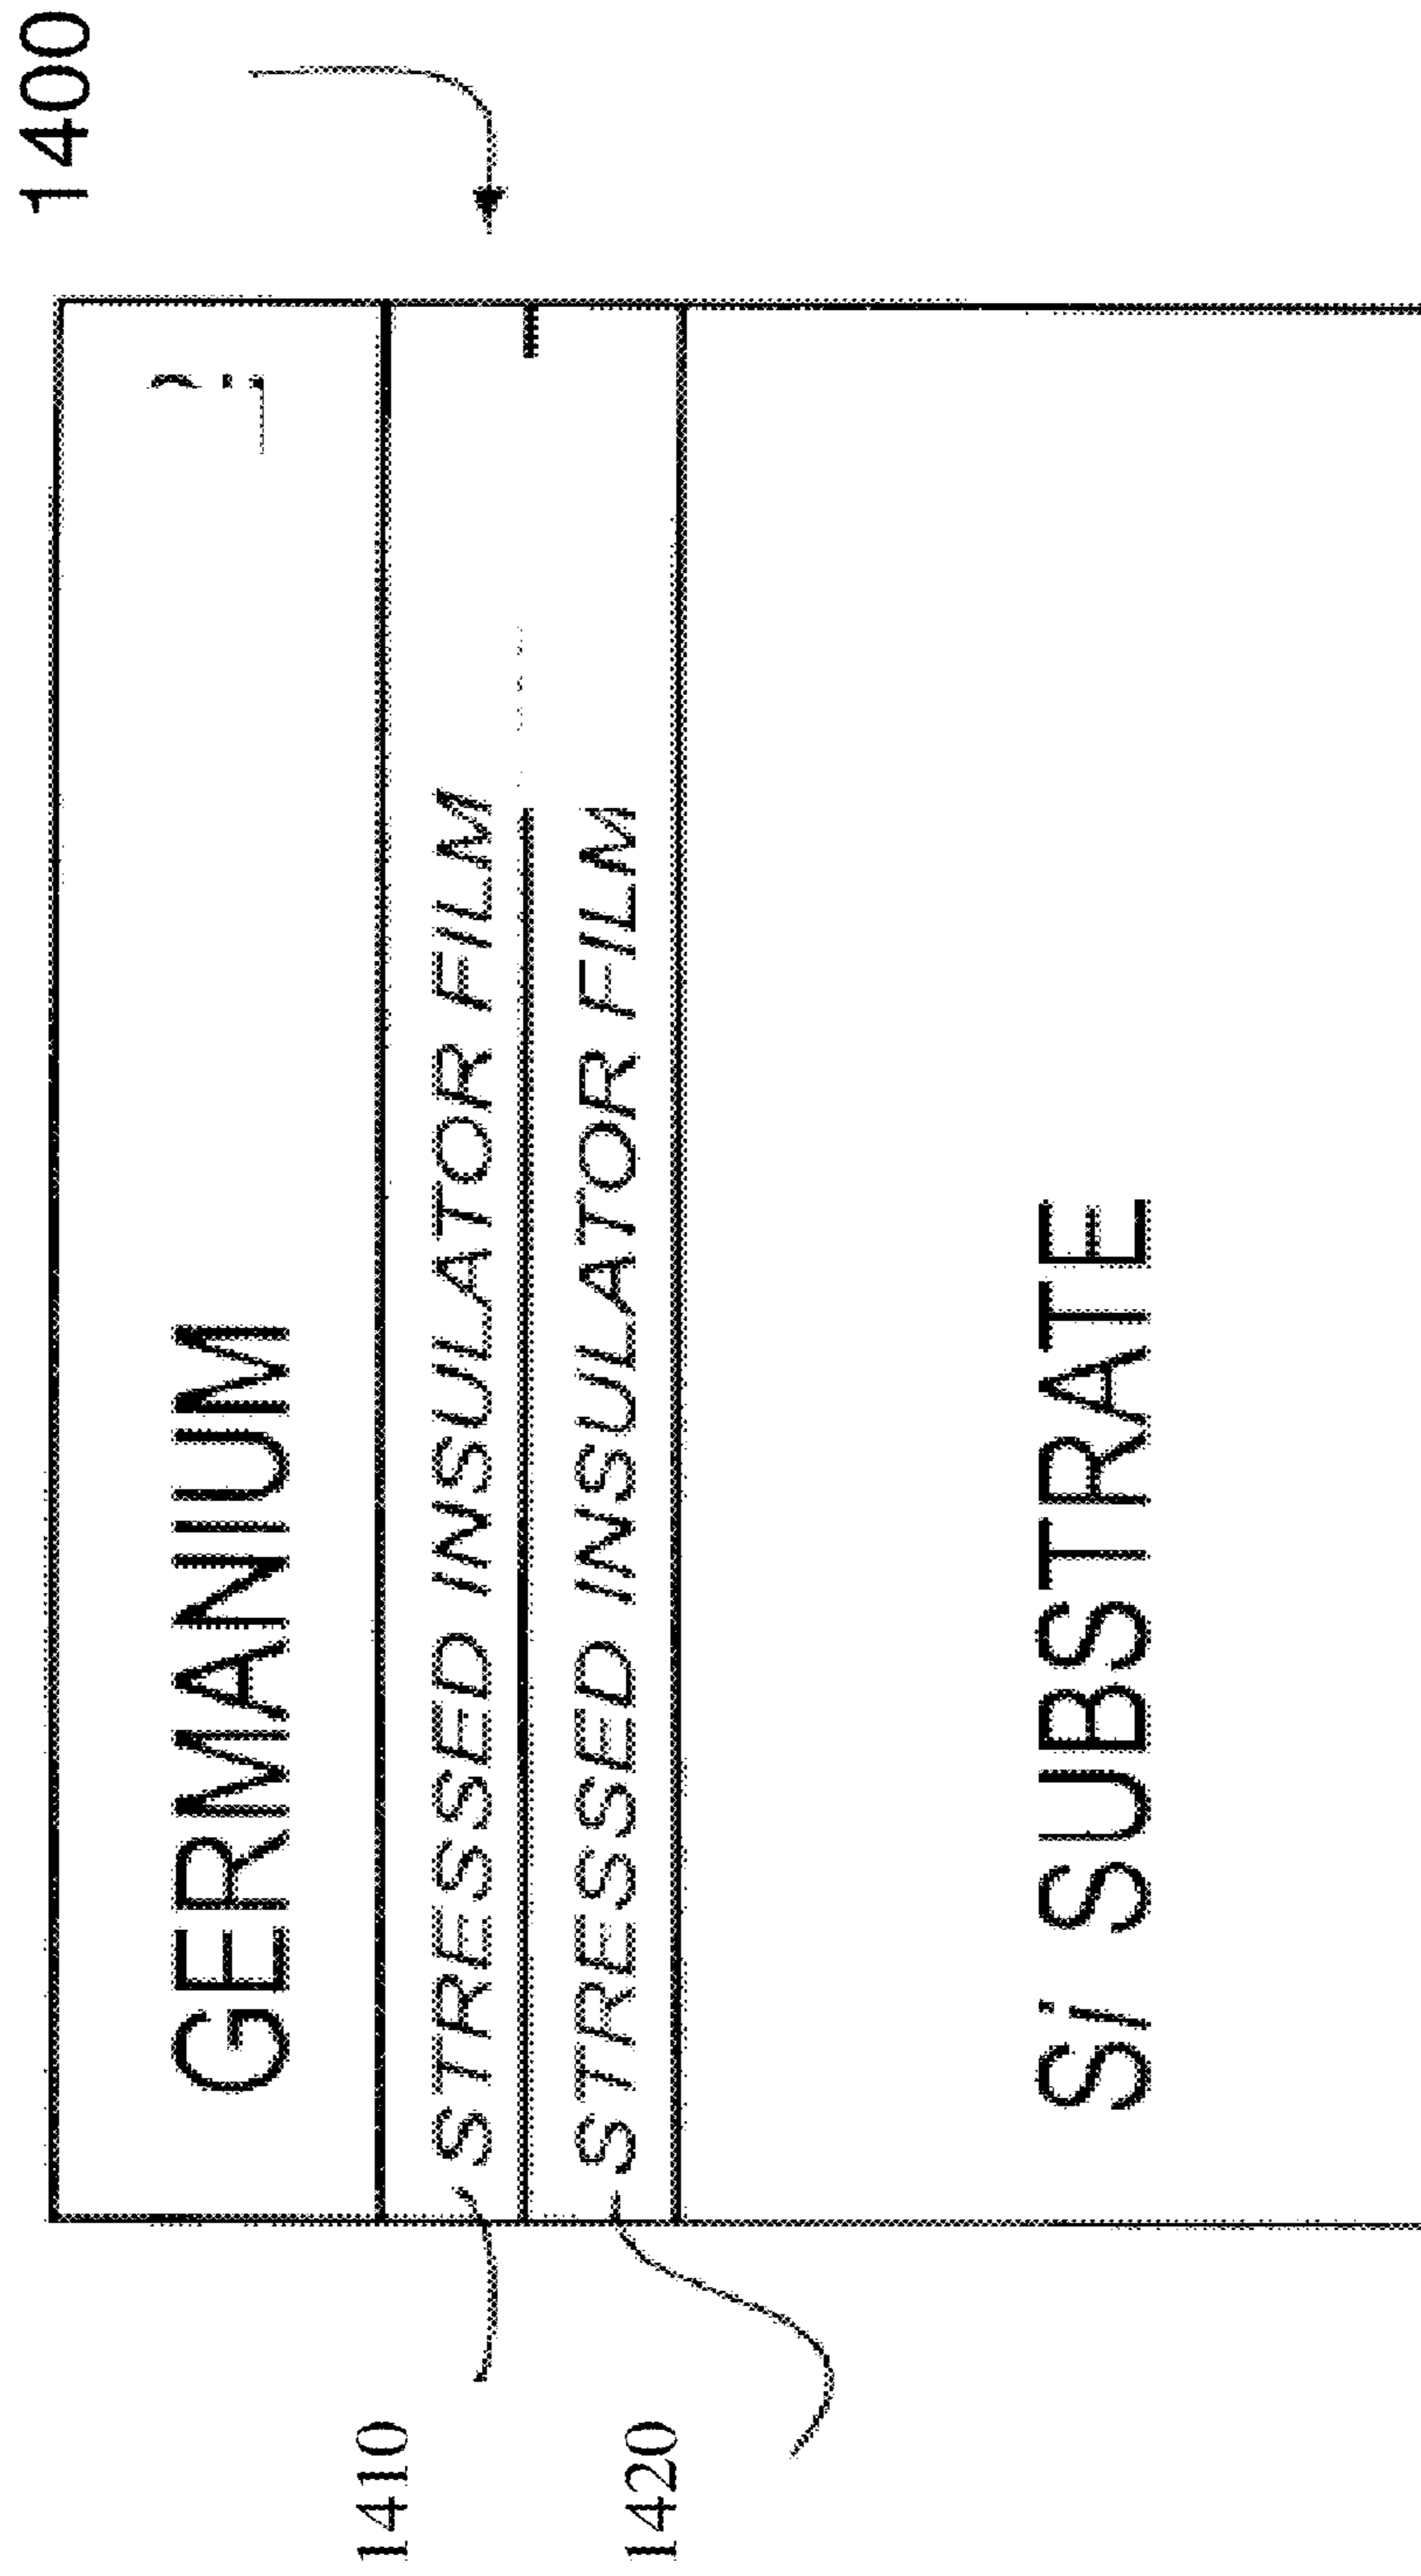 1400
GERMANIUM
1410
STRESSED INSULATOR FILM
1420
STRESSED INSULATOR FILM
Si SUBSTRATE